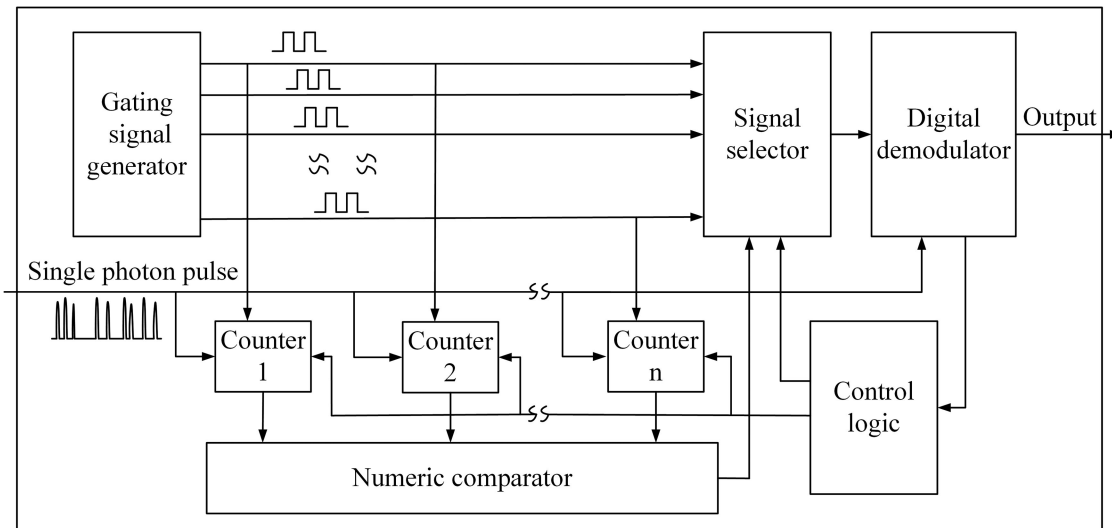 Gating
signal
generator
Signal
selector
Digital
demodulator
Output
Single photon pulse
Counter
1
Counter
2
Counter
n
Control
logic
Numeric comparator